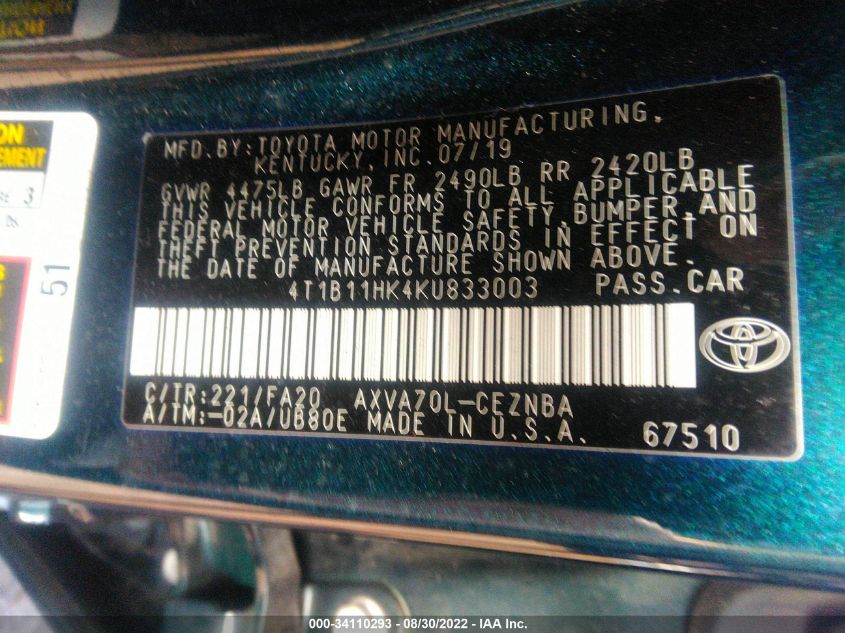 ON
EMENT
3
51
MFD.BY:TOYOTA MOTOR MANUFACTURING,
KENTUCKY,INC.07/19
GVWR 4475LB GAWR FR 2490LB RR 2420LB
THIS VEHICLE CONFORMS TO ALL APPLICABLE
FEDERAL MOTOR VEHICLE SAFETY,BUMPER,AND
THEFT PREVENTION STANDARDS IN EFFECT ON
THE DATE OF MANUFACTURE SHOWN ABOVE.
4T1B11HK4KU833003 PASS.CAR
C/TR:221/FA20 AXVA70L-CEZNBA
A/TM:-02A/UB80E MADE IN U.S.A. 67510
000-34110293 - 08/30/2022 - IAA Inc.